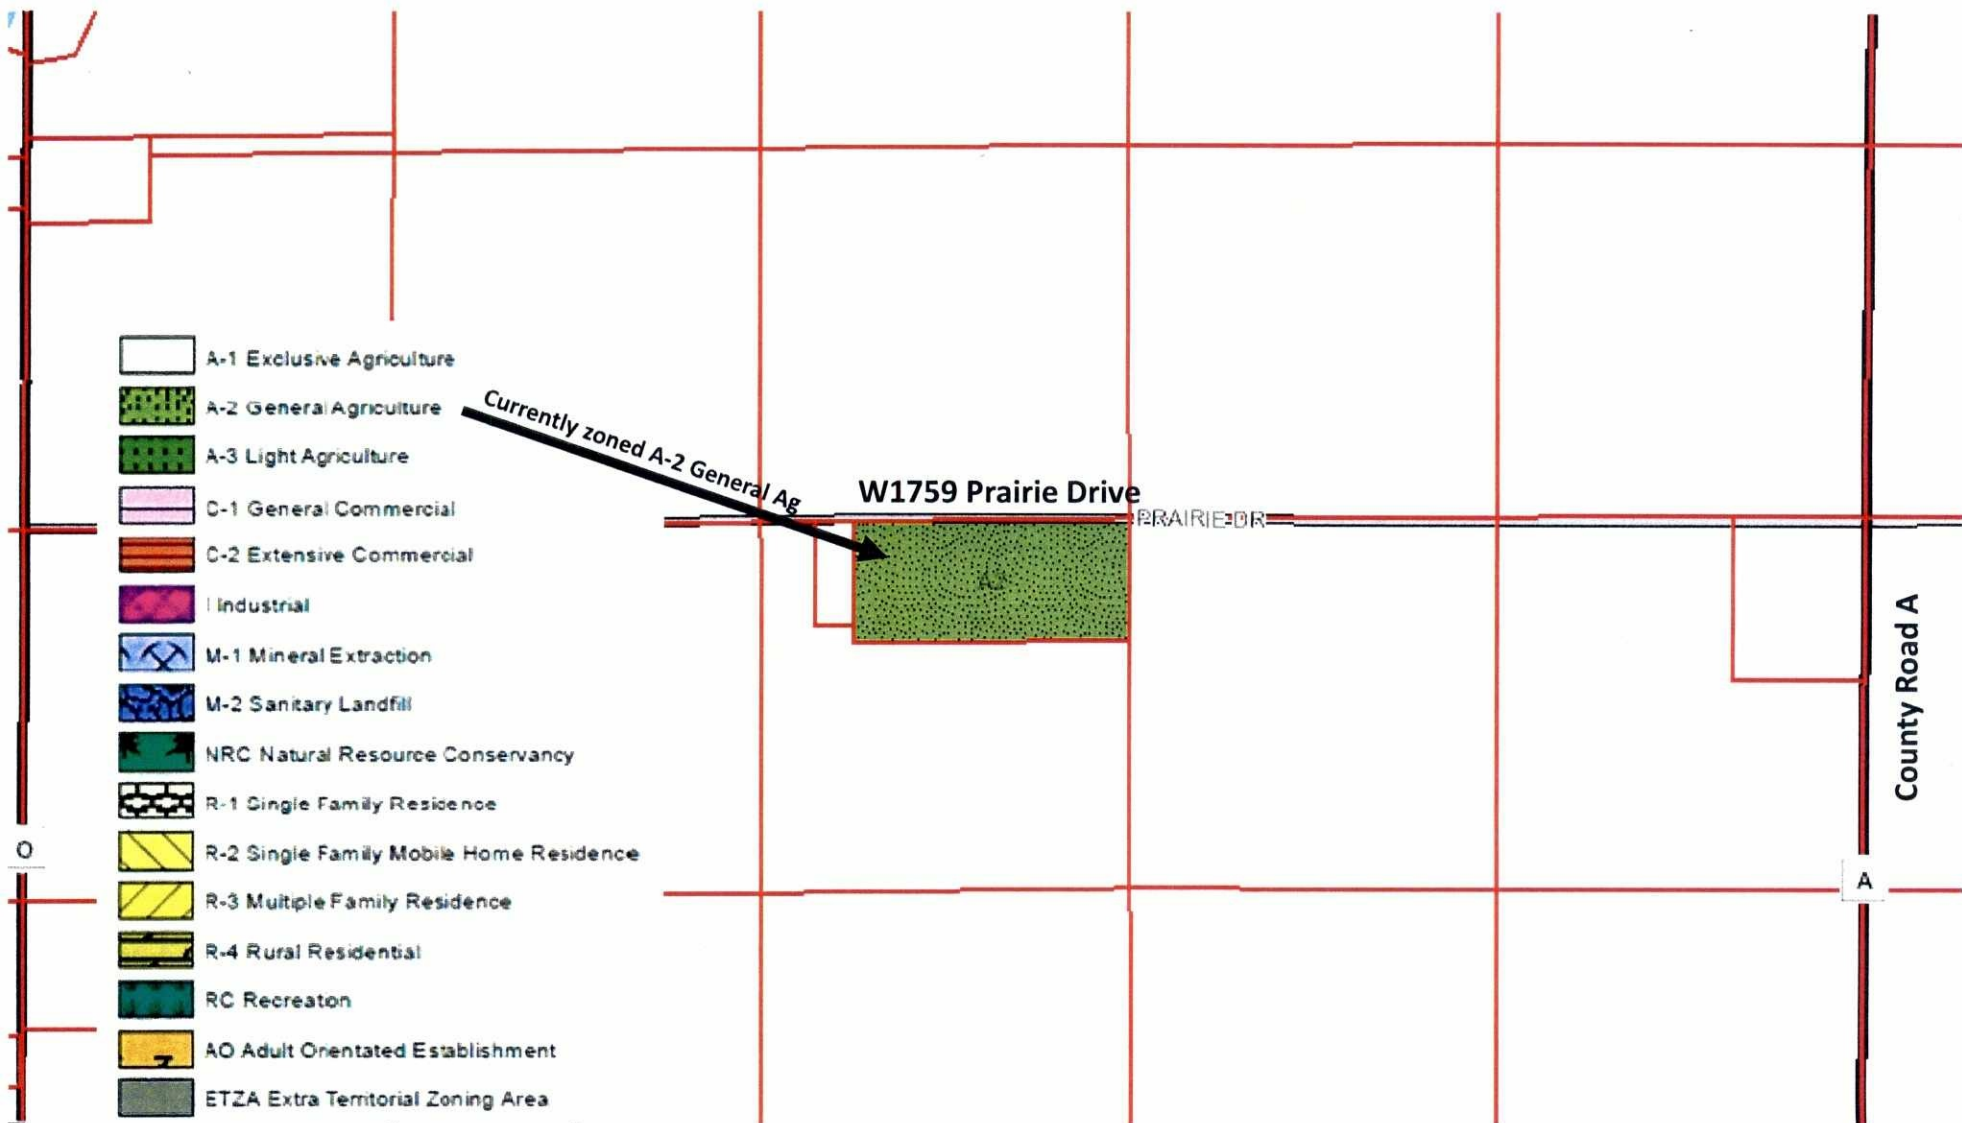 A-1 Exclusive Agriculture
A-2 General Agriculture
A-3 Light Agriculture
C-1 General Commercial
C-2 Extensive Commercial
I Industrial
M-1 Mineral Extraction
M-2 Sanitary Landfill
NRC Natural Resource Conservancy
R-1 Single Family Residence
R-2 Single Family Mobile Home Residence
R-3 Multiple Family Residence
R-4 Rural Residential
RC Recreaton
AO Adult Orientated Establishment
ETZA Extra Territorial Zoning Area
Currently zoned A-2 General Ag
W1759 Prairie Drive
PRAIRIE DR
County Road A
O
A